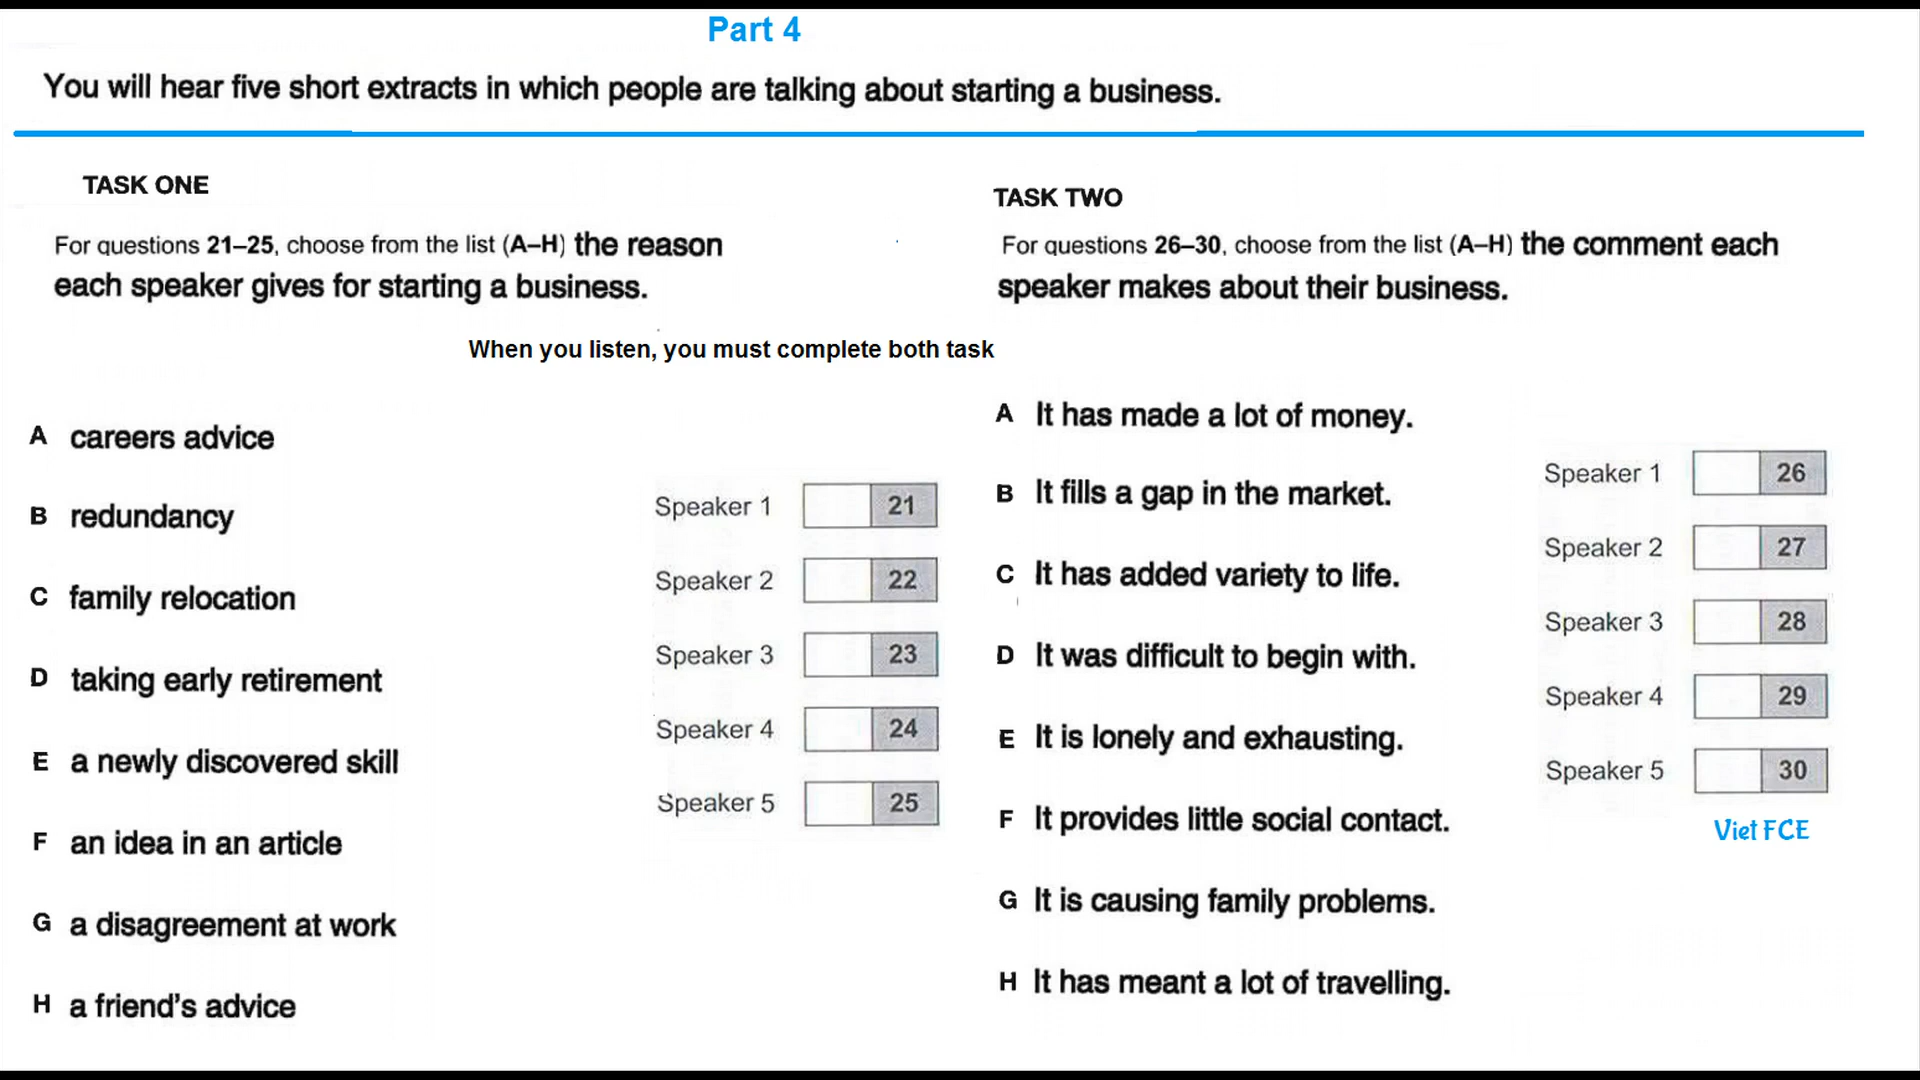 Part 4
You will hear five short extracts in which people are talking about starting a business.
TASK ONE
For questions 21–25, choose from the list (A–H) the reason
each speaker gives for starting a business.
TASK TWO
For questions 26–30, choose from the list (A–H) the comment each
speaker makes about their business.
When you listen, you must complete both task
A careers advice
B redundancy
C family relocation
D taking early retirement
E a newly discovered skill
F an idea in an article
G a disagreement at work
H a friend's advice
Speaker 1 21
Speaker 2 22
Speaker 3 23
Speaker 4 24
Speaker 5 25
A It has made a lot of money.
B It fills a gap in the market.
C It has added variety to life.
D It was difficult to begin with.
E It is lonely and exhausting.
F It provides little social contact.
G It is causing family problems.
H It has meant a lot of travelling.
Speaker 1 26
Speaker 2 27
Speaker 3 28
Speaker 4 29
Speaker 5 30
Viet FCE